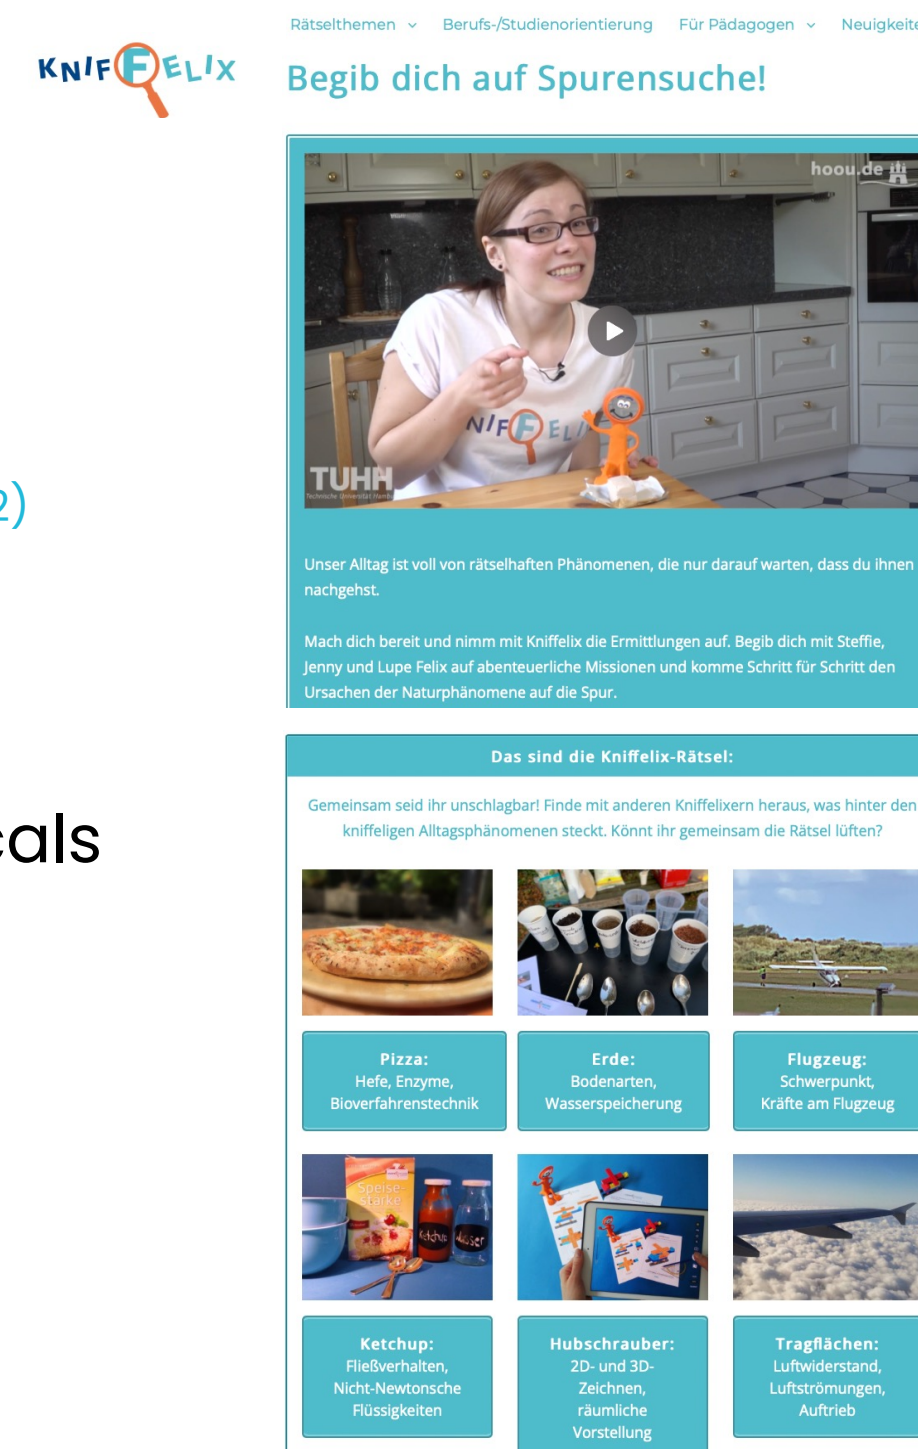 Rätselthemen Berufs-/Studienorientierung Für Pädagogen Neuigkeite
KNIFFELIX
Begib dich auf Spurensuche!
hoou.de
NIFFELI
TUHH
Technische Universität Hamburg
2)
Unser Alltag ist voll von rätselhaften Phänomenen, die nur darauf warten, dass du ihnen
nachgehst.
Mach dich bereit und nimm mit Kniffelix die Ermittlungen auf. Begib dich mit Steffie,
Jenny und Lupe Felix auf abenteuerliche Missionen und komme Schritt für Schritt den
Ursachen der Naturphänomene auf die Spur.
Das sind die Kniffelix-Rätsel:
Gemeinsam seid ihr unschlagbar! Finde mit anderen Kniffelixern heraus, was hinter den
kniffeligen Alltagsphänomenen steckt. Könnt ihr gemeinsam die Rätsel lüften?
cals
Pizza:
Hefe, Enzyme,
Bioverfahrenstechnik
Erde:
Bodenarten,
Wasserspeicherung
Flugzeug:
Schwerpunkt,
Kräfte am Flugzeug
Speise-
stärke
Ketchup
Wasser
Ketchup:
Fließverhalten,
Nicht-Newtonsche
Flüssigkeiten
Hubschrauber:
2D- und 3D-
Zeichnen,
räumliche
Vorstellung
Tragflächen:
Luftwiderstand,
Luftströmungen,
Auftrieb